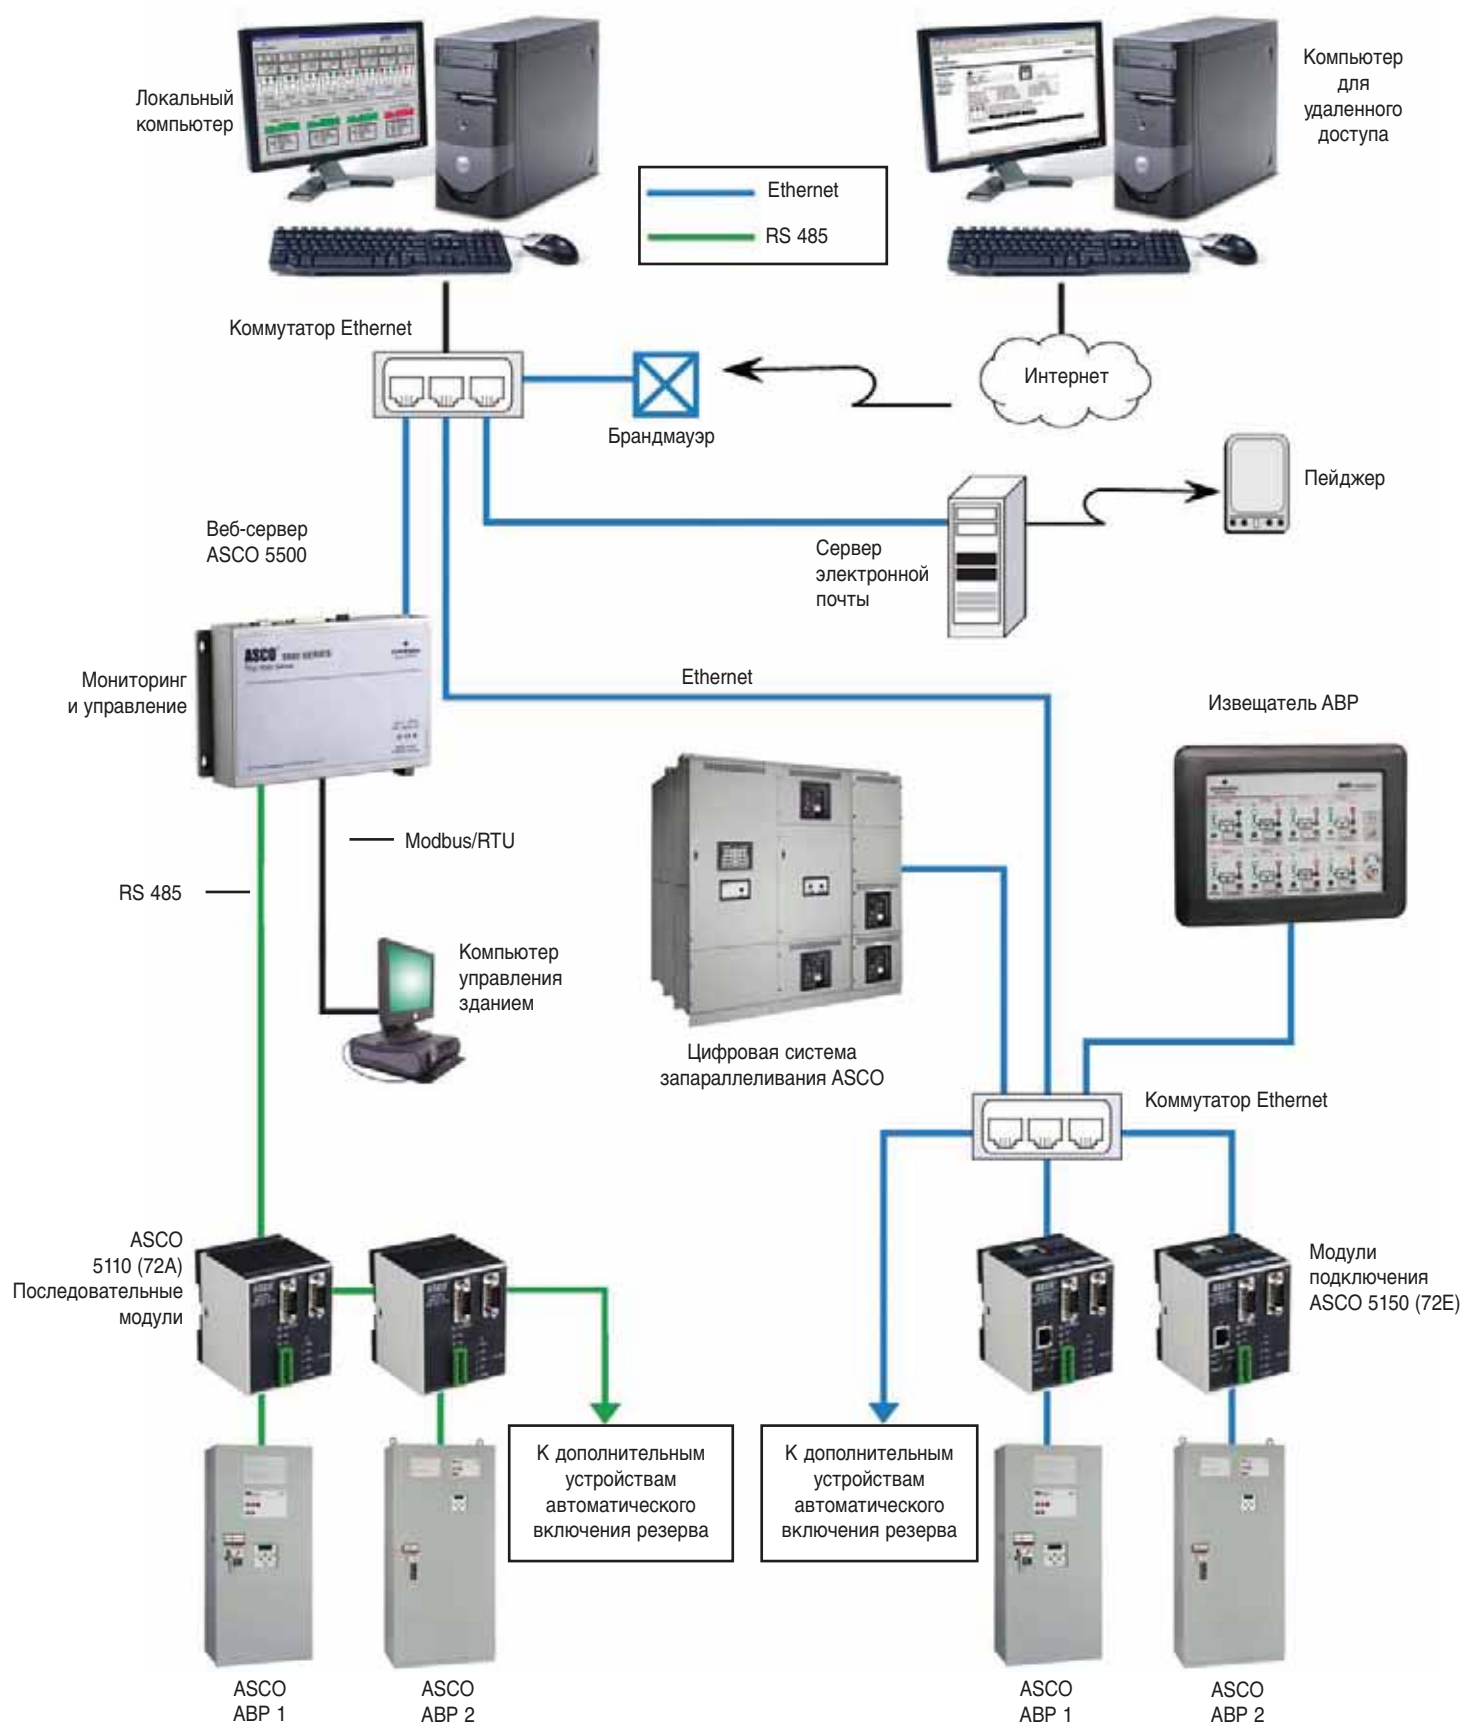 Локальный
компьютер
Компьютер
для
удаленного
доступа
Ethernet
RS 485
Коммутатор Ethernet
Интернет
Брандмауэр
Пейджер
Веб-сервер
ASCO 5500
Сервер
электронной
почты
ASCO
Мониторинг
и управление
Ethernet
Извещатель АВР
Modbus/RTU
RS 485
Компьютер
управления
зданием
Цифровая система
запараллеливания ASCO
Коммутатор Ethernet
ASCO
5110 (72A)
Последовательные
модули
Модули
подключения
ASCO 5150 (72E)
К дополнительным
устройствам
автоматического
включения резерва
К дополнительным
устройствам
автоматического
включения резерва
ASCO
АВР 1
ASCO
АВР 2
ASCO
АВР 1
ASCO
АВР 2